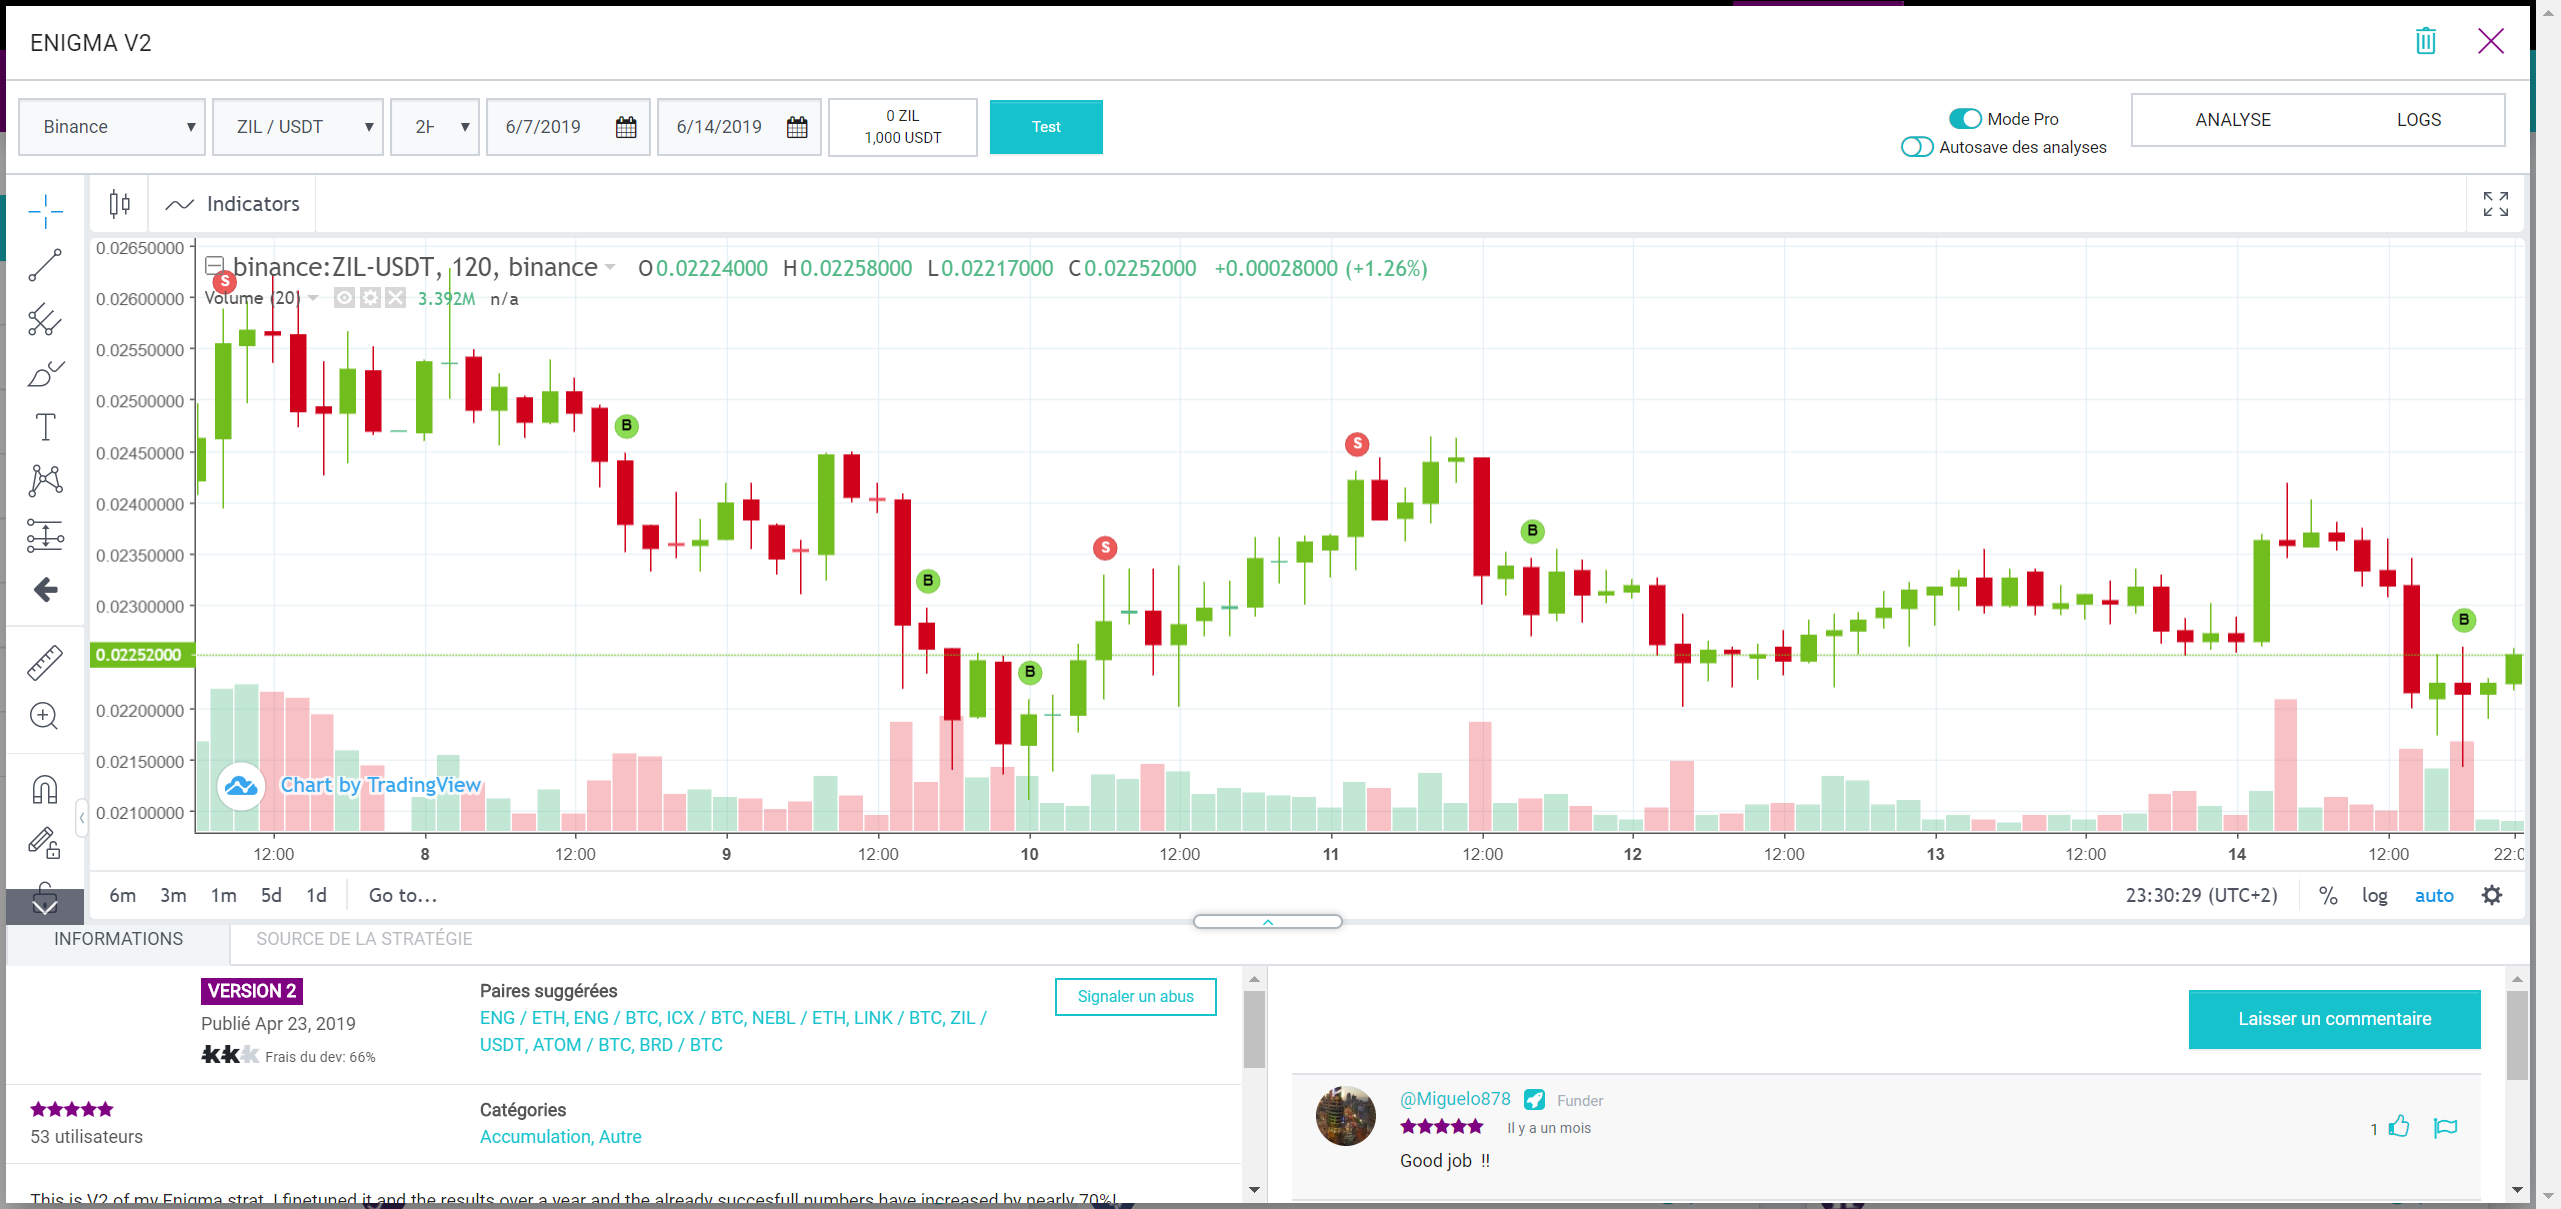 ENIGMA V2
Binance
ZIL / USDT
6/7/2019
6/14/2019
0 ZIL
1,000 USDT
Test
Mode Pro
Autosave des analyses
ANALYSE
LOGS
Indicators
binance:ZIL-USDT, 120, binance
O0.02224000 H0.02258000 L0.02217000 C0.02252000 +0.00028000 (+1.26%)
Volume (20) 3.392M n/a
0.02650000
0.02600000
0.02550000
0.02500000
0.02450000
0.02400000
0.02350000
0.02300000
0.02252000
0.02200000
0.02150000
0.02100000
S
B
B
B
S
S
B
B
Chart by TradingView
12:00 8 12:00 9 12:00 10 12:00 11 12:00 12 12:00 13 12:00 14 12:00
6m 3m 1m 5d 1d Go to...
23:30:29 (UTC+2) % log auto
INFORMATIONS
SOURCE DE LA STRATÉGIE
VERSION 2
Publié Apr 23, 2019
Frais du dev: 66%
Paires suggérées
ENG / ETH, ENG / BTC, ICX / BTC, NEBL / ETH, LINK / BTC, ZIL /
USDT, ATOM / BTC, BRD / BTC
Signaler un abus
53 utilisateurs
Catégories
Accumulation, Autre
This is V2 of my Enigma strat. I finetuned it and the results over a year and the already succesfull numbers have increased by nearly 70%!
Laisser un commentaire
@Miguelo878 Funder
Il y a un mois
1
Good job !!